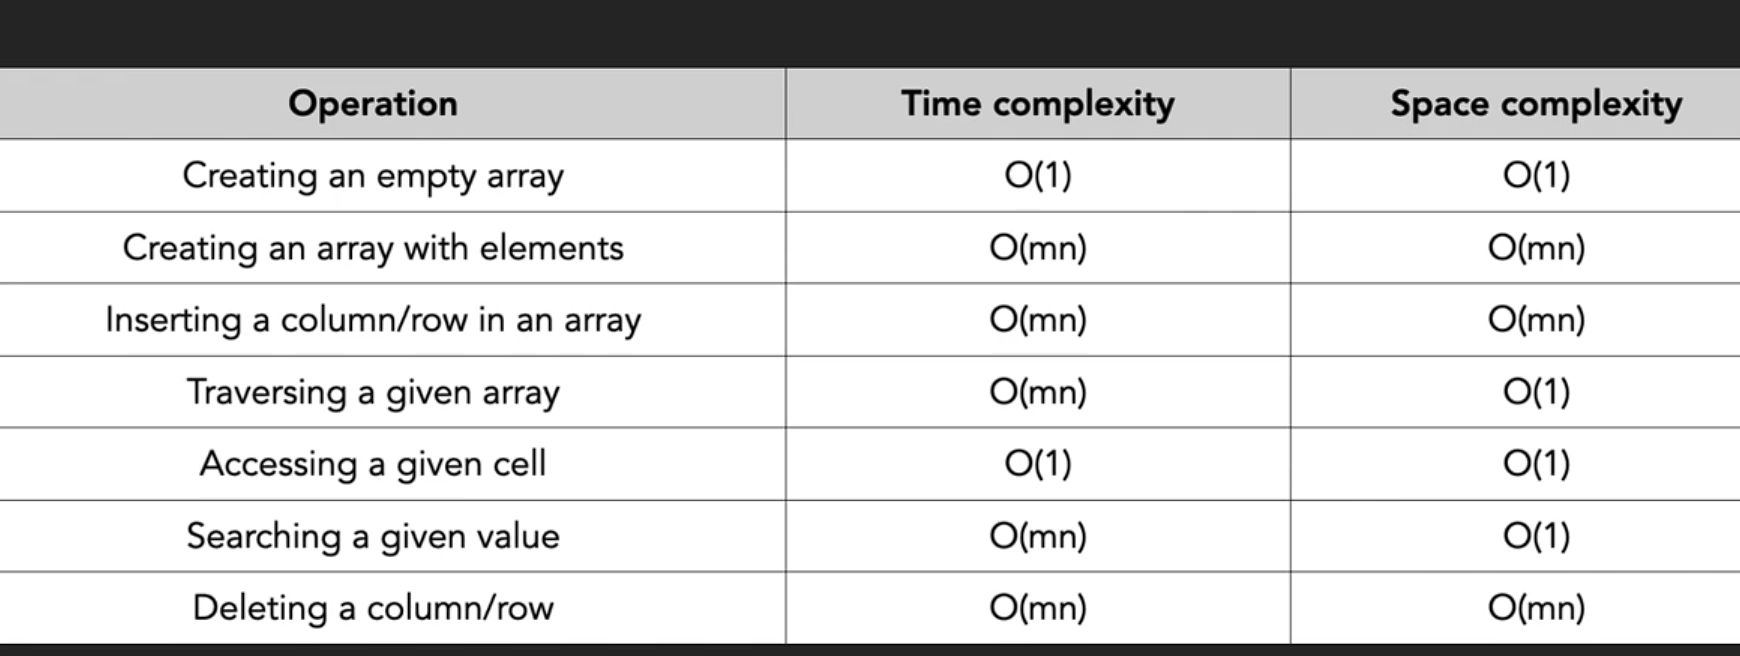 Operation Time complexity Space complexity
Creating an empty array O(1) O(1)
Creating an array with elements O(mn) O(mn)
Inserting a column/row in an array O(mn) O(mn)
Traversing a given array O(mn) O(1)
Accessing a given cell O(1) O(1)
Searching a given value O(mn) O(1)
Deleting a column/row O(mn) O(mn)